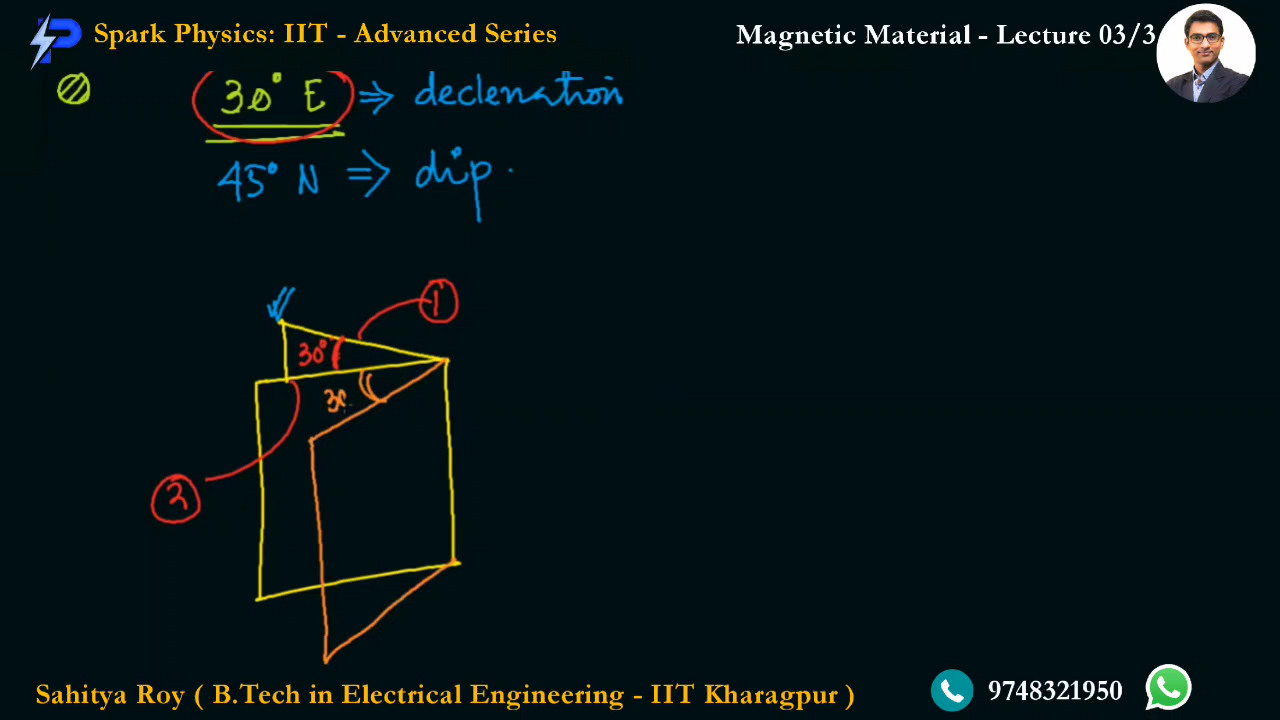 Spark Physics: IIT - Advanced Series
Magnetic Material - Lecture 03/3
30° E ⇒ declenation
45° N ⇒ dip.
1
30°
30
2
Sahitya Roy ( B.Tech in Electrical Engineering - IIT Kharagpur )
9748321950